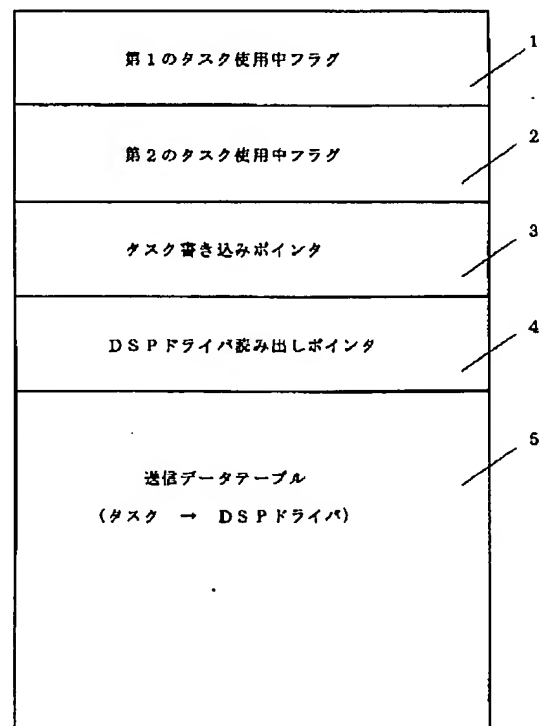 第1のタスク使用中フラグ
1
第2のタスク使用中フラグ
2
タスク書き込みポインタ
3
DSPドライバ読み出しポインタ
4
送信データテーブル
5
(タスク → DSPドライバ)